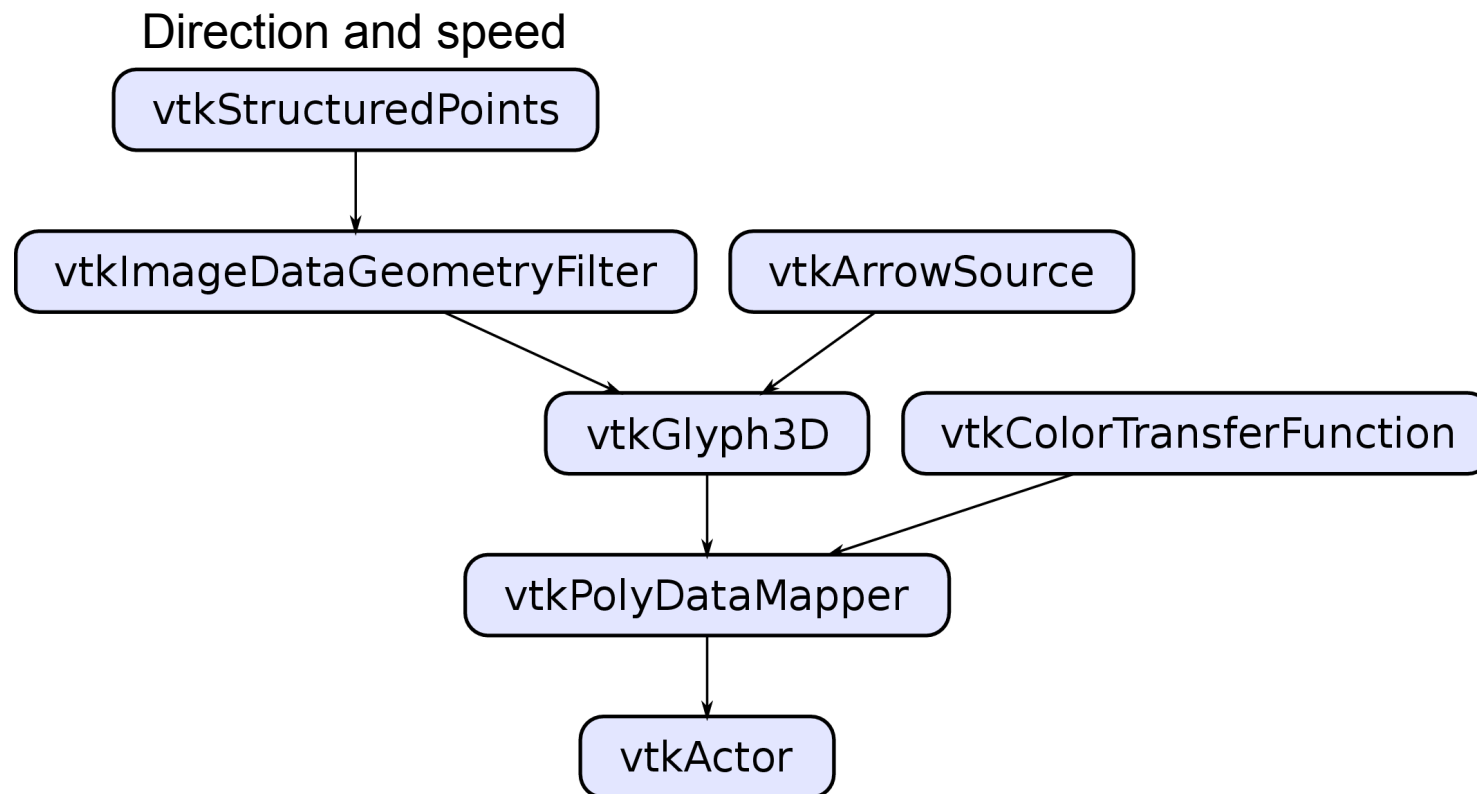 Direction and speed
vtkStructuredPoints
vtkImageDataGeometryFilter
vtkArrowSource
vtkGlyph3D
vtkColorTransferFunction
vtkPolyDataMapper
vtkActor